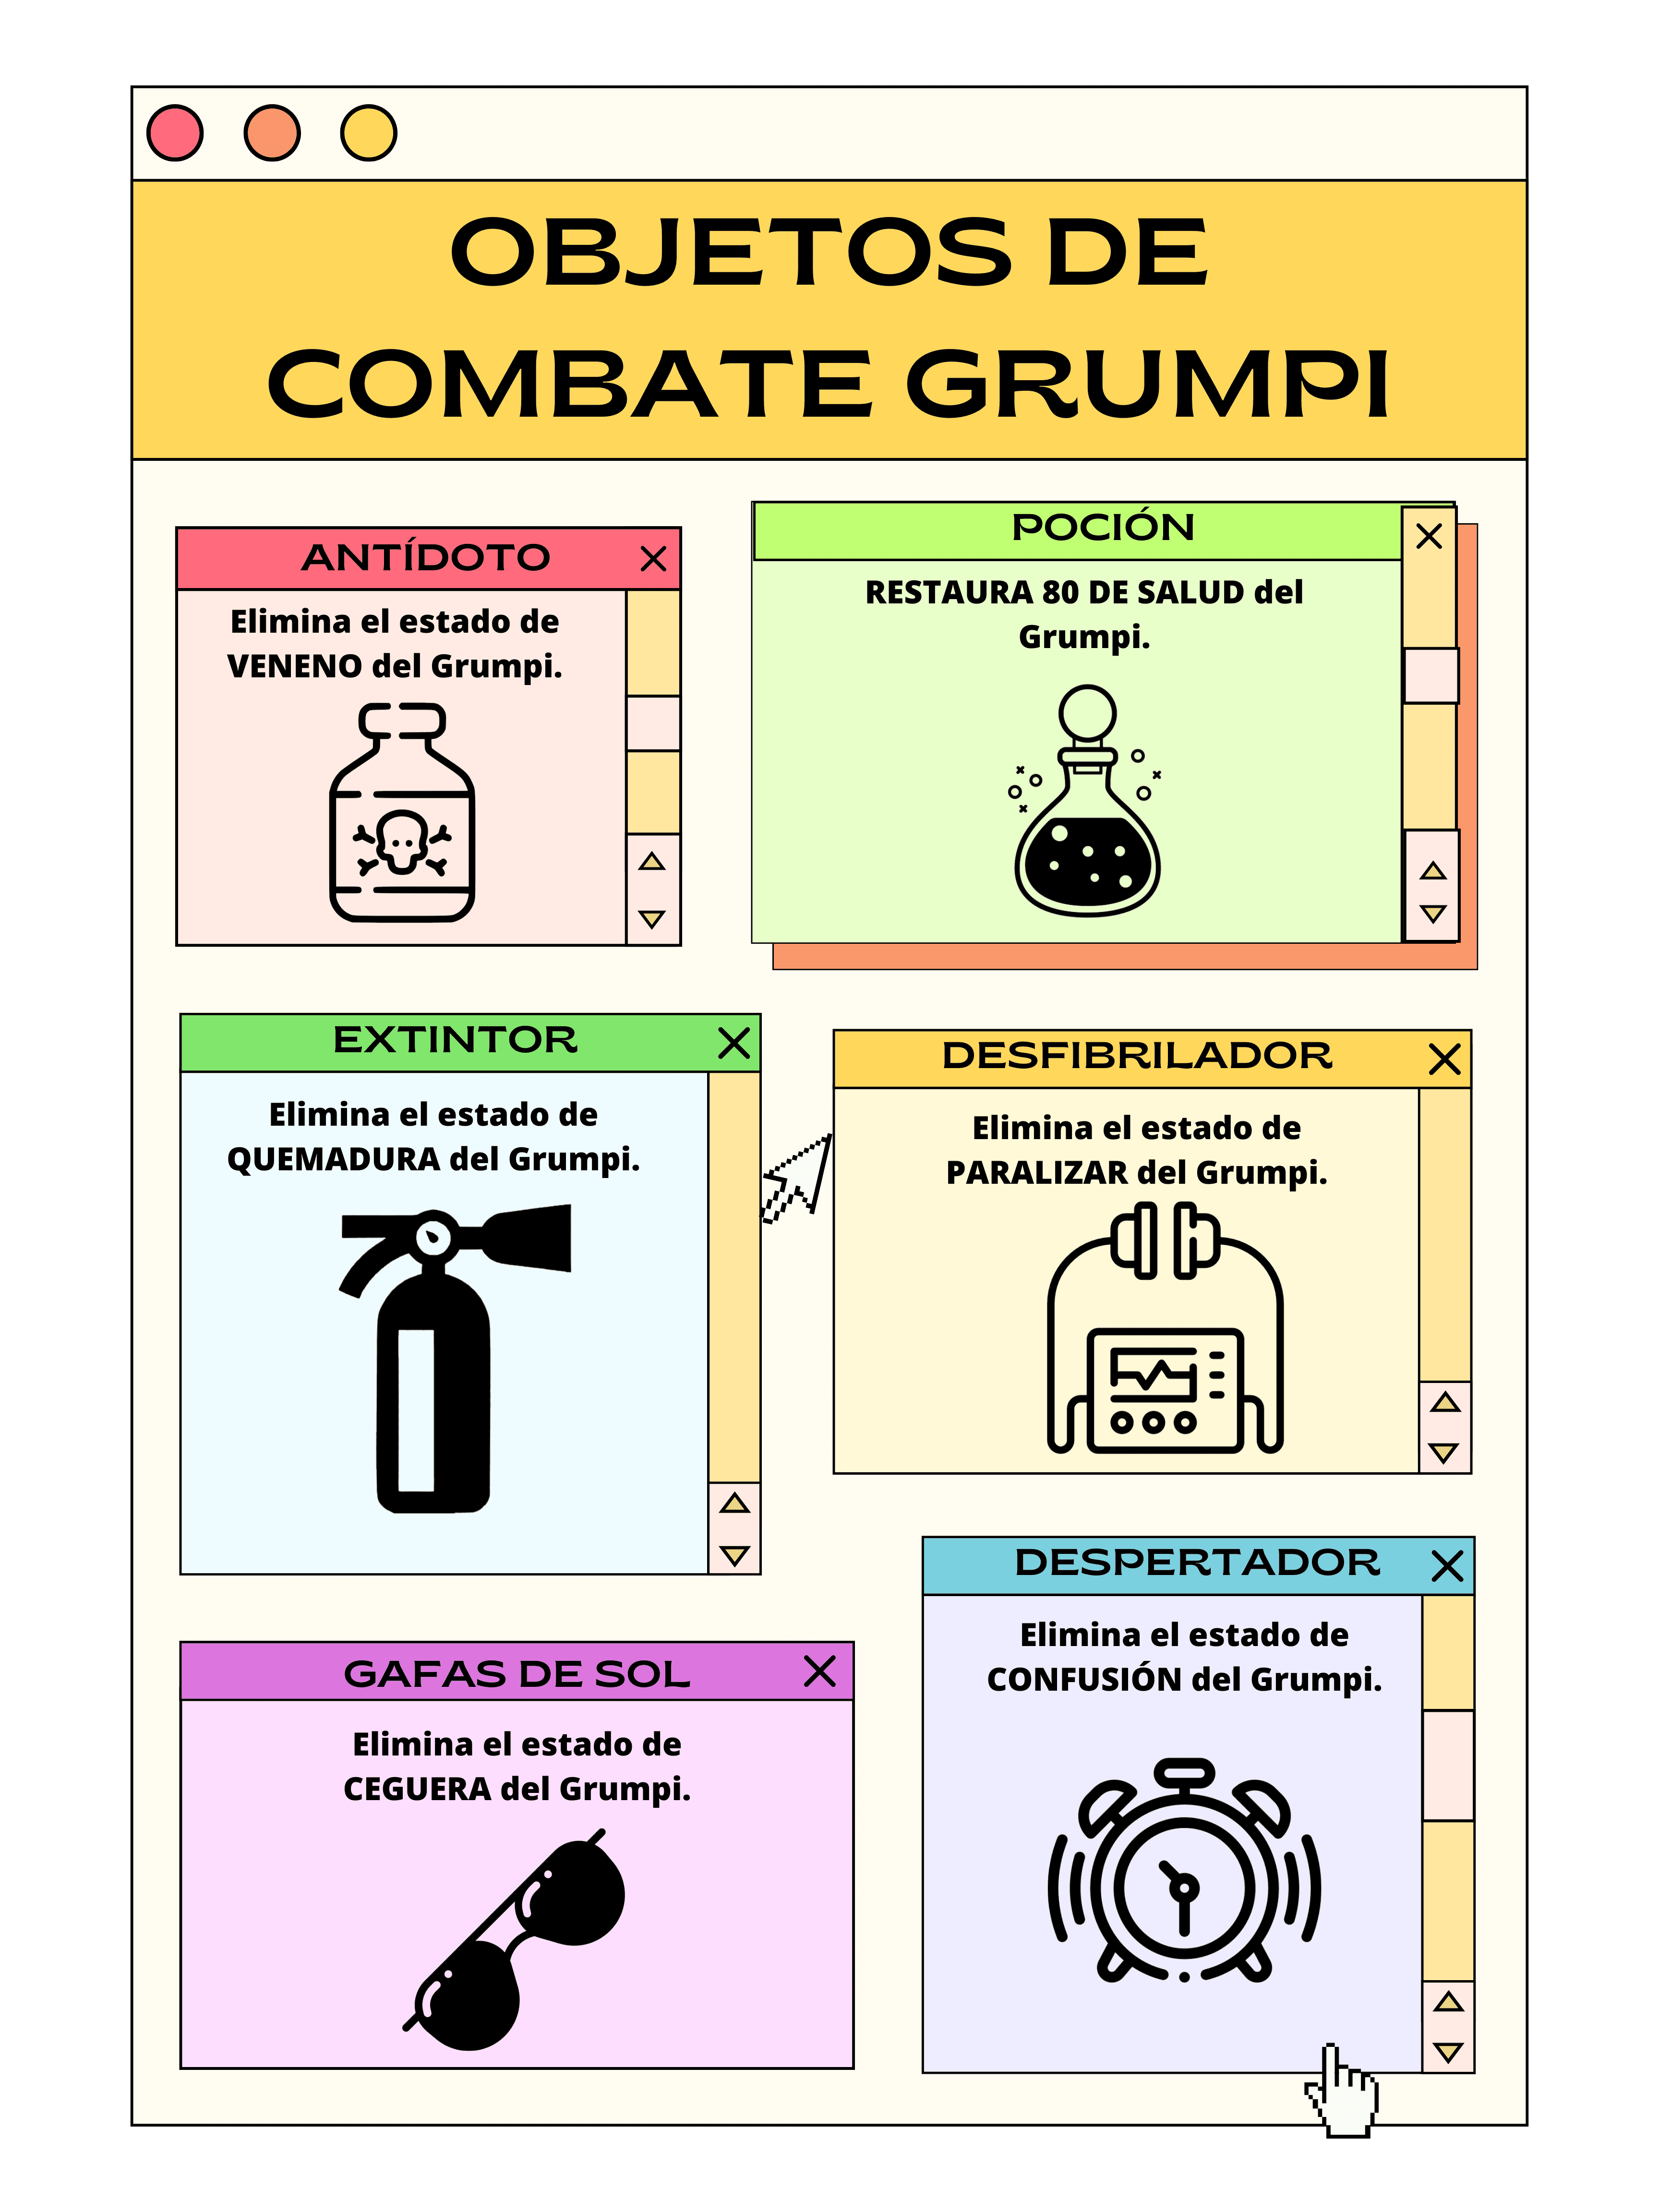 OBJETOS DE
COMBATE GRUMPI
ANTÍDOTO
Elimina el estado de
VENENO del Grumpi.
POCIÓN
RESTAURA 80 DE SALUD del
Grumpi.
EXTINTOR
Elimina el estado de
QUEMADURA del Grumpi.
DESFIBRILADOR
Elimina el estado de
PARALIZAR del Grumpi.
GAFAS DE SOL
Elimina el estado de
CEGUERA del Grumpi.
DESPERTADOR
Elimina el estado de
CONFUSIÓN del Grumpi.